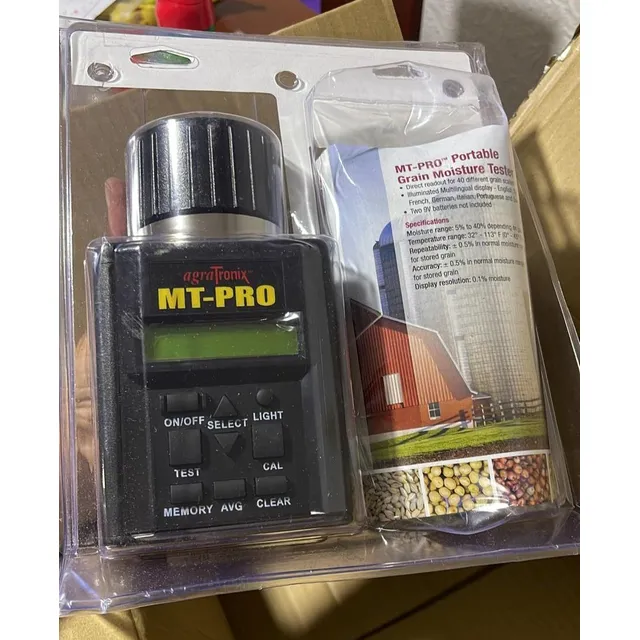 agraTronix™
MT-PRO
ON/OFF
SELECT
LIGHT
TEST
CAL
MEMORY
AVG
CLEAR
MT-PRO™ Portable
Grain Moisture Tester
• Direct readout for 40 different grain
• Illuminated Multilingual display -
French, German, Italian, Portuguese and
• Two 9V batteries not included
Specifications
Moisture range: 5% to 40% depending on
Temperature range: 32° - 113° F (0° -
Repeatability: ± 0.5% in normal moisture
for stored grain
Accuracy: ± 0.5% in normal moisture range
for stored grain
Display resolution: 0.1% moisture